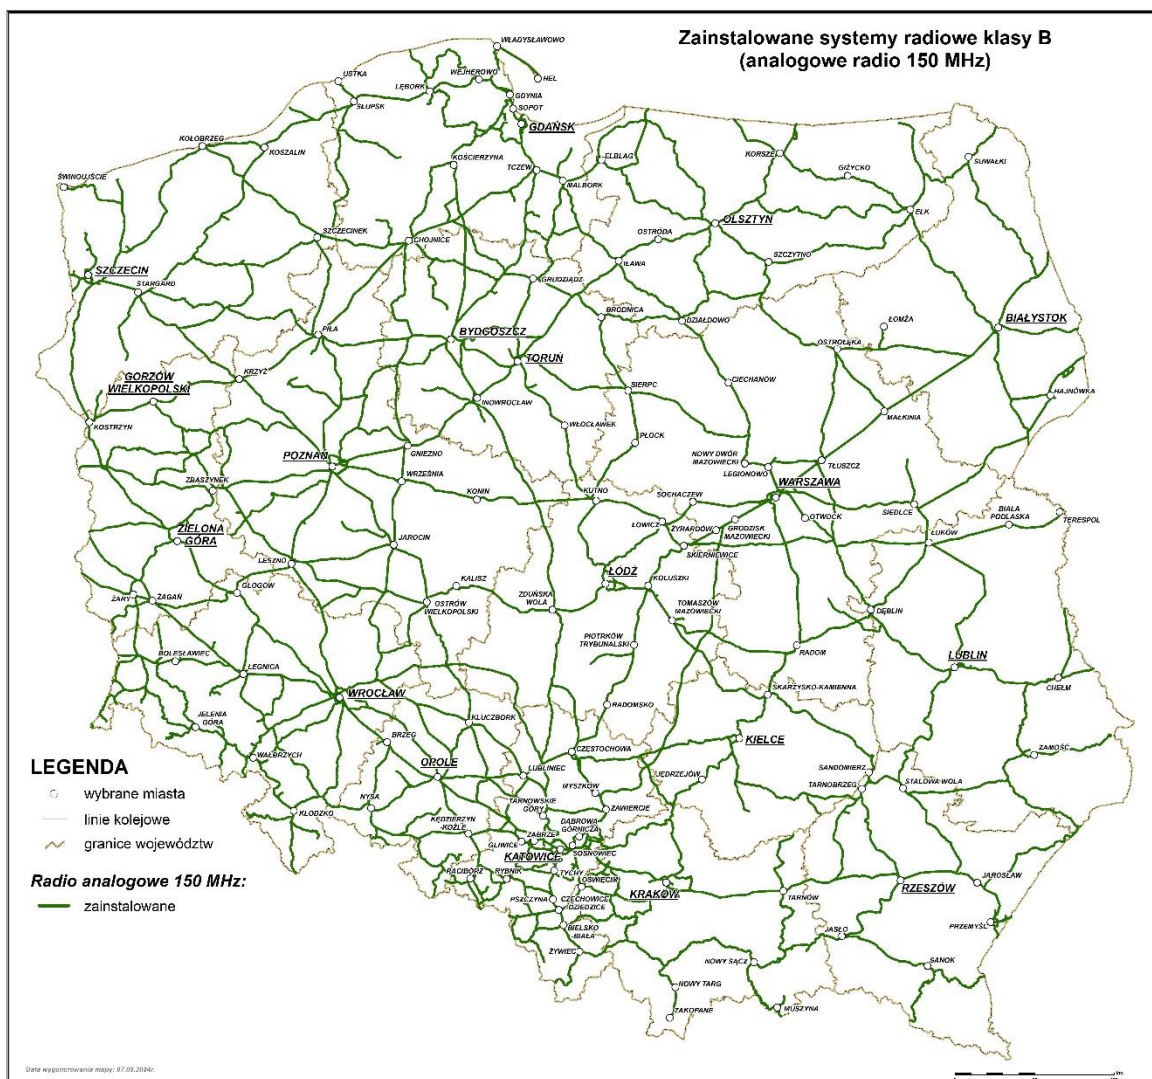 Zainstalowane systemy radiowe klasy B
(analogowe radio 150 MHz)
WŁADYSŁAWOWO
USTKA
WEJHEROWO
HEL
LĘBORK
GDYNIA
SŁUPSK
SOPOT
GDAŃSK
KOŁOBRZEG
KOSZALIN
KOŚCIERZYNA
TCZEW
ELBLĄG
KORSZE
GIŻYCKO
SUWAŁKI
ŚWINOUJŚCIE
MALBORK
EŁK
OLSZTYN
SZCZECINEK
CHOJNICE
OSTRÓDA
SZCZECIN
IŁAWA
SZCZYTNO
STARGARD
GRUDZIĄDZ
BRODNICA
DZIAŁDOWO
ŁOMŻA
BIAŁYSTOK
PIŁA
BYDGOSZCZ
OSTROŁĘKA
TORUŃ
GORZÓW
WIELKOPOLSKI
KRZYŻ
CIECHANÓW
SIERPC
HAJNÓWKA
INOWROCŁAW
MAŁKINIA
KOSTRZYN
WŁOCŁAWEK
PŁOCK
GNIEZNO
POZNAŃ
NOWY DWÓR
MAZOWIECKI
LEGIONOWO
TŁUSZCZ
WRZEŚNIA
ZBĄSZYNEK
WARSZAWA
KONIN
KUTNO
SOCHACZEW
SIEDLCE
BIAŁA
PODLASKA
TERESPOL
OTWOCK
ŁOWICZ
ŻYRARDÓW
GRODZISK
MAZOWIECKI
ZIELONA
GÓRA
JAROCIN
SKIERNIEWICE
ŁUKÓW
LESZNO
ŁÓDŹ
KOLUSZKI
KALISZ
GŁOGÓW
ŻARY
ŻAGAŃ
OSTRÓW
WIELKOPOLSKI
ZDUŃSKA
WOLA
TOMASZÓW
MAZOWIECKI
DĘBLIN
PIOTRKÓW
TRYBUNALSKI
RADOM
BOLESŁAWIEC
LEGNICA
LUBLIN
CHEŁM
WROCŁAW
SKARŻYSKO-KAMIENNA
RADOMSKO
JELENIA
GÓRA
KLUCZBORK
BRZEG
KIELCE
WAŁBRZYCH
CZĘSTOCHOWA
ZAMOŚĆ
OPOLE
LUBLINIEC
JĘDRZEJÓW
SANDOMIERZ
TARNOBRZEG
STALOWA WOLA
MYSZKÓW
NYSA
TARNOWSKIE
GÓRY
ZAWIERCIE
KŁODZKO
KĘDZIERZYN
-KOŹLE
DĄBROWA
GÓRNICZA
ZABRZE
GLIWICE
SOSNOWIEC
KATOWICE
RACIBÓRZ
RYBNIK
TYCHY
OŚWIĘCIM
KRAKÓW
TARNÓW
RZESZÓW
JAROSŁAW
PSZCZYNA
CZECHOWICE
-DZIEDZICE
BIELSKO
-BIAŁA
PRZEMYŚL
JASŁO
ŻYWIEC
NOWY SĄCZ
SANOK
NOWY TARG
ZAKOPANE
MUSZYNA
LEGENDA
wybrane miasta
linie kolejowe
granice województw
Radio analogowe 150 MHz:
zainstalowane
Data wygenerowania mapy: 07.05.2024r.
km